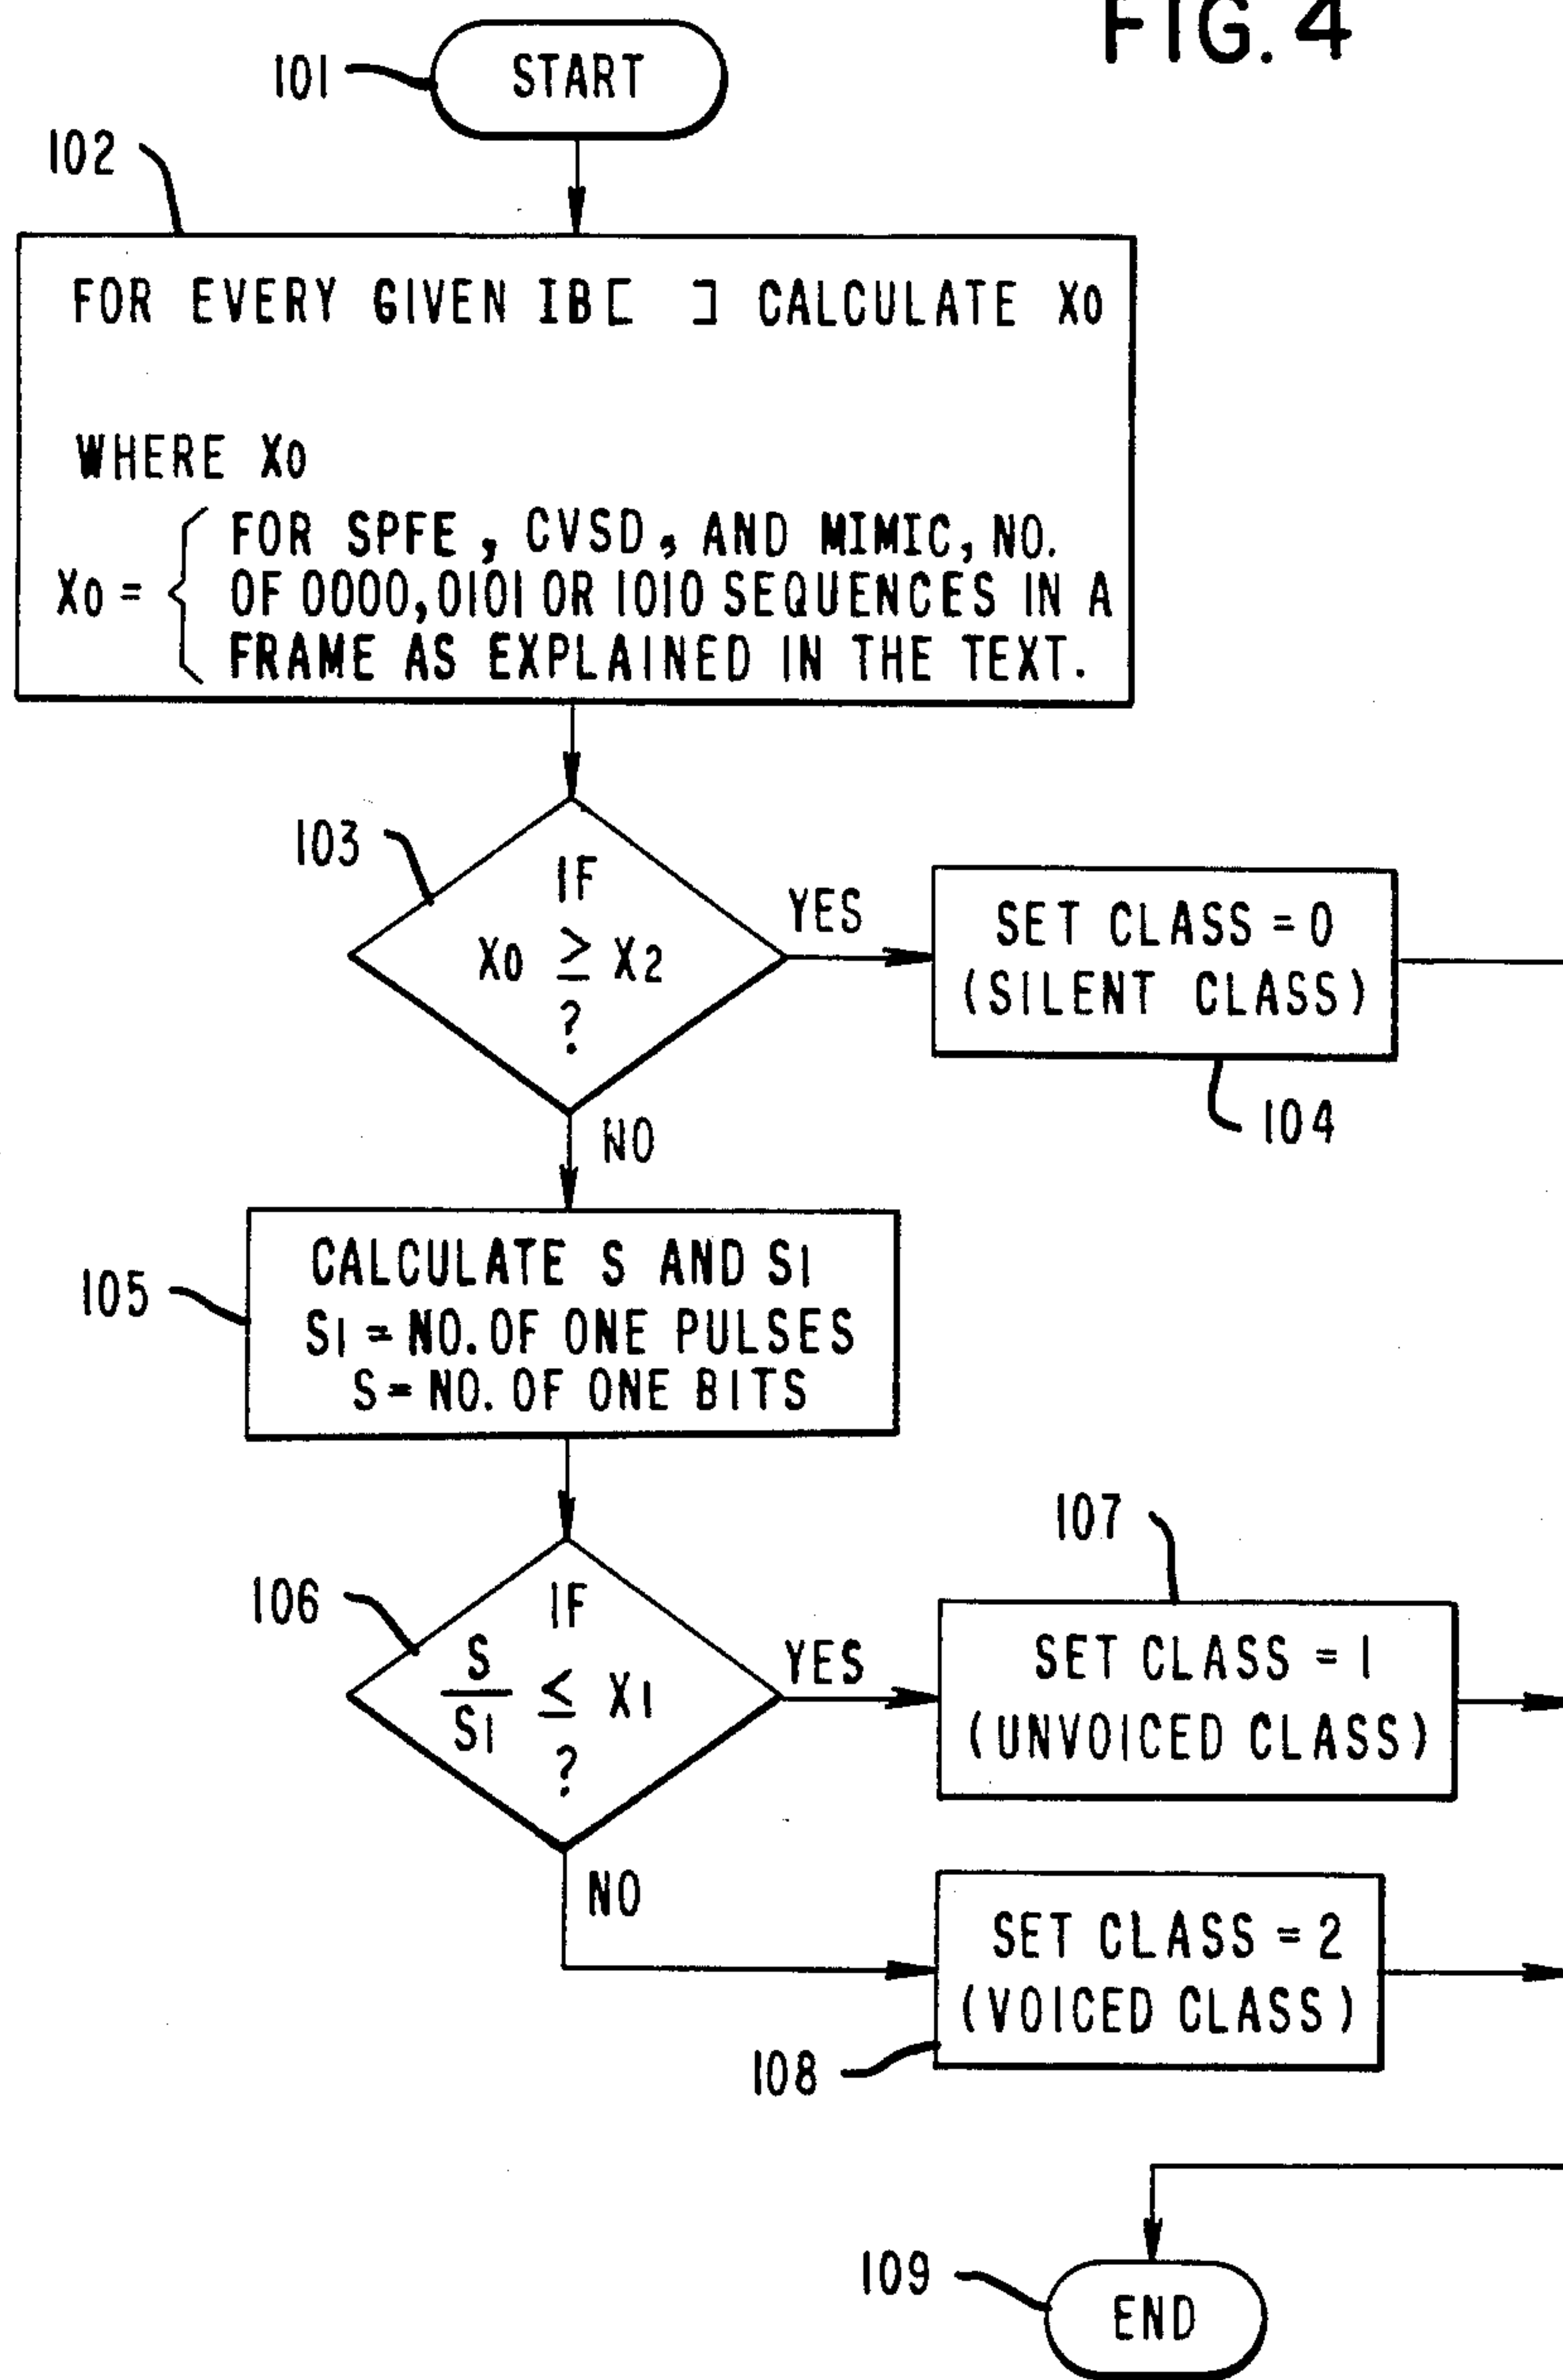 FIG. 4
101
START
102
FOR EVERY GIVEN IB[ ] CALCULATE X0
WHERE X0
X0 =
FOR SPFE, CVSD, AND MIMIC, NO.
OF 0000, 0101 OR 1010 SEQUENCES IN A
FRAME AS EXPLAINED IN THE TEXT.
103
IF
X0 ≥ X2
?
YES
SET CLASS = 0
(SILENT CLASS)
104
NO
105
CALCULATE S AND S1
S1 = NO. OF ONE PULSES
S = NO. OF ONE BITS
106
IF
S
S1
≤ X1
?
YES
107
SET CLASS = 1
(UNVOICED CLASS)
NO
SET CLASS = 2
(VOICED CLASS)
108
109
END